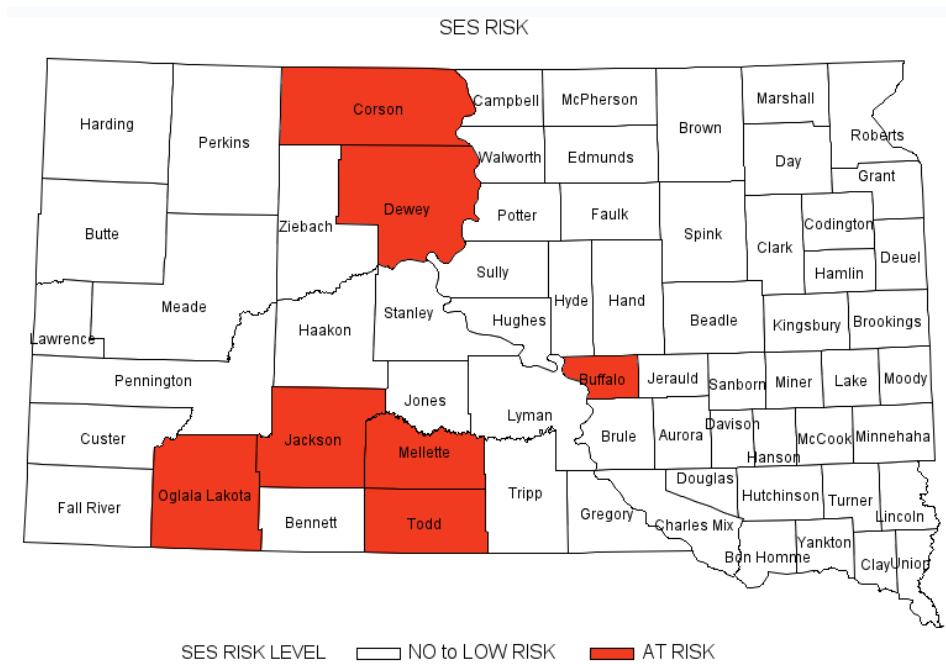 SES RISK
Harding
Perkins
Corson
Campbell
McPherson
Brown
Marshall
Roberts
Walworth
Edmunds
Day
Grant
Butte
Ziebach
Dewey
Potter
Faulk
Spink
Clark
Codington
Deuel
Hamlin
Meade
Sully
Hyde
Hand
Lawrence
Haakon
Stanley
Hughes
Beadle
Kingsbury
Brookings
Pennington
Jones
Lyman
Buffalo
Jerauld
Sanborn
Miner
Lake
Moody
Custer
Jackson
Mellette
Brule
Aurora
Davison
Hanson
McCook
Minnehaha
Fall River
Oglala Lakota
Bennett
Todd
Tripp
Gregory
Douglas
Charles Mix
Hutchinson
Turner
Lincoln
Bon Homme
Yankton
Clay
Union
SES RISK LEVEL NO to LOW RISK AT RISK